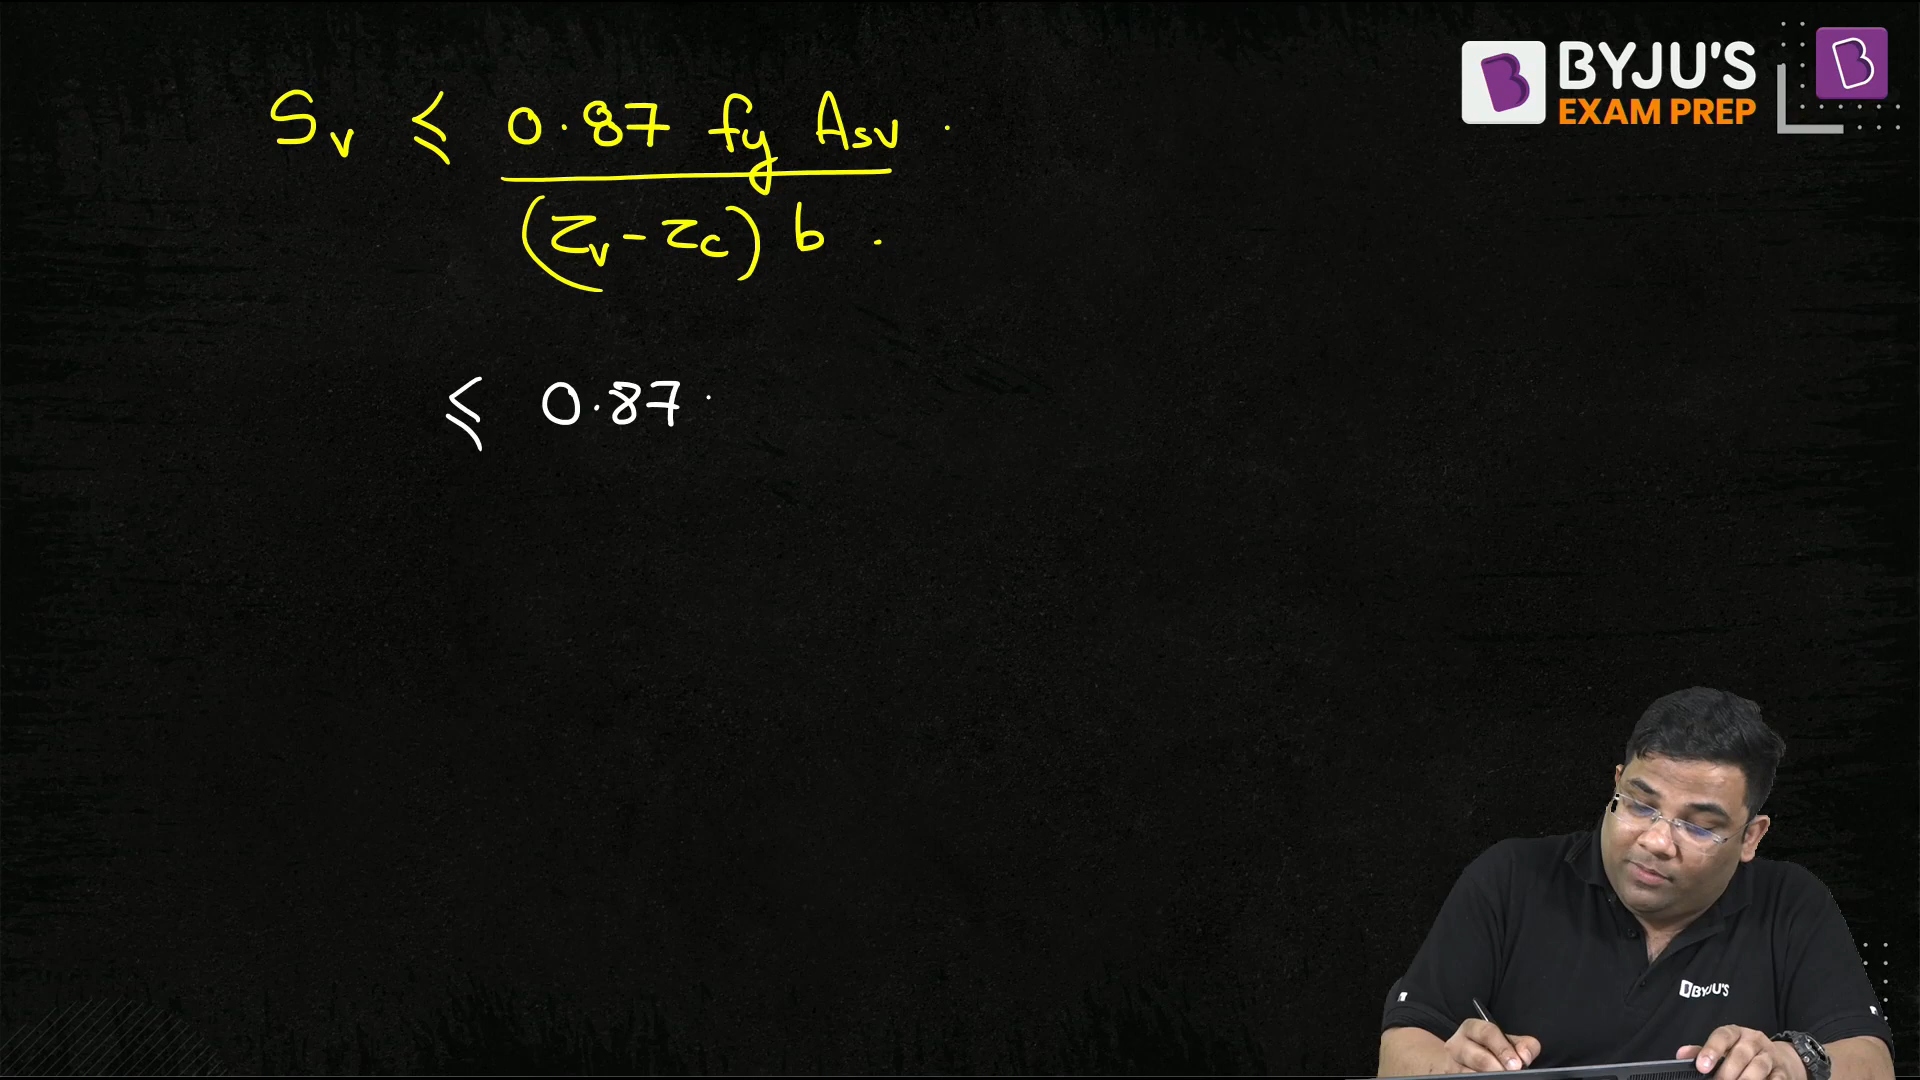 BYJU'S
EXAM PREP
Sv ≤ 0.87 fy Asv .
(τv - τc) b .
≤ 0.87 .
BYJU'S